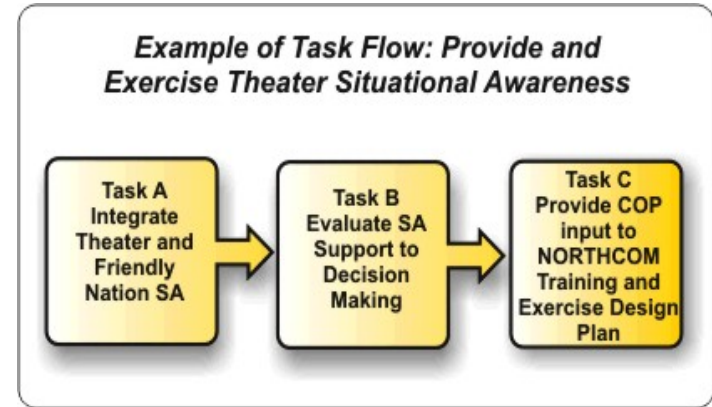 Example of Task Flow: Provide and
Exercise Theater Situational Awareness
Task A
Integrate
Theater and
Friendly
Nation SA
Task B
Evaluate SA
Support to
Decision
Making
Task C
Provide COP
input to
NORTHCOM
Training and
Exercise Design
Plan